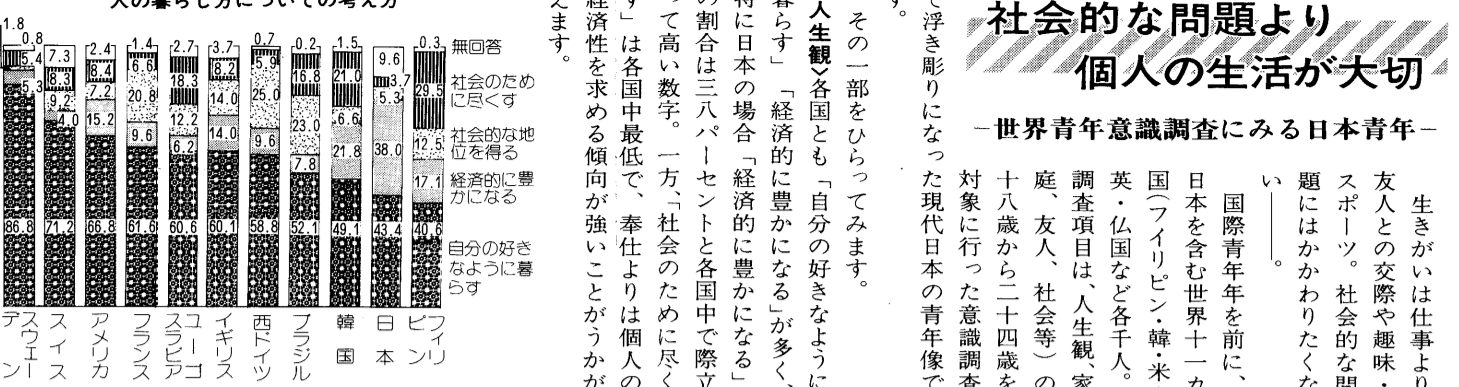 社会的な問題より
個人の生活が大切
―世界青年意識調査にみる日本青年―
生きがいは仕事より
友人との交際や趣味・
スポーツ。社会的な問
題にはかかわりたくな
い――。
国際青年年を前に、
日本を含む世界十一カ
国(フィリピン・韓・米・
英・仏国など各千人。
調査項目は、人生観、家
庭、友人、社会等)の
十八歳から二十四歳を
対象に行った意識調査
で浮き彫りになった現代日本の青年像で
す。
その一部をひらってみます。
人生観>各国とも「自分の好きなように
暮らす」「経済的に豊かになる」が多く、
特に日本の場合「経済的に豊かになる」
の割合は三八パーセントと各国中で際立
って高い数字。一方、「社会のために尽く
す」は各国中最低で、奉仕よりは個人の
経済性を求める傾向が強いことがうかが
えます。
人の暮らし方についての考え方
1.8 0.8 5.4 5.3 86.8
7.3 8.3 9.2 4.0 71.2
2.4 8.4 7.2 15.2 66.8
1.4 6.6 20.8 9.6 61.6
2.7 18.3 12.2 6.2 60.6
3.7 8.2 14.0 14.0 60.1
0.7 5.9 25.0 9.6 58.8
0.2 16.8 23.0 7.8 52.1
1.5 21.0 6.6 21.8 49.1
9.6 3.7 5.3 38.0 43.4
0.3 29.5 12.5 17.1 40.6
無回答
社会のため
に尽くす
社会的な地
位を得る
経済的に豊
かになる
自分の好き
なように暮
らす
スウェーデン
スイス
アメリカ
フランス
ユーゴスラビア
イギリス
西ドイツ
ブラジル
韓国
日本
フィリピン